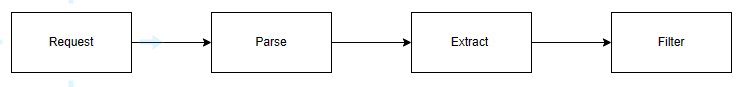 Request
Parse
Extract
Filter